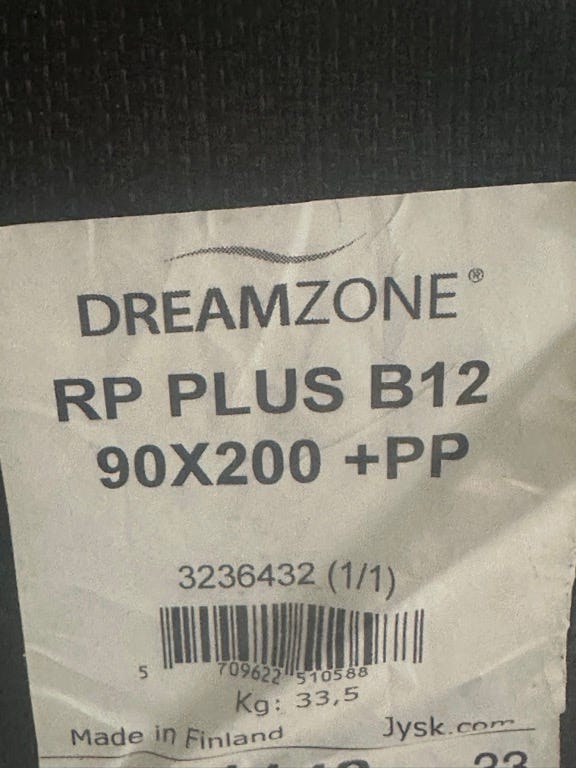 DREAMZONE®
RP PLUS B12
90X200 +PP
3236432 (1/1)
5 709622 510588
Kg: 33,5
Made in Finland Jysk.com